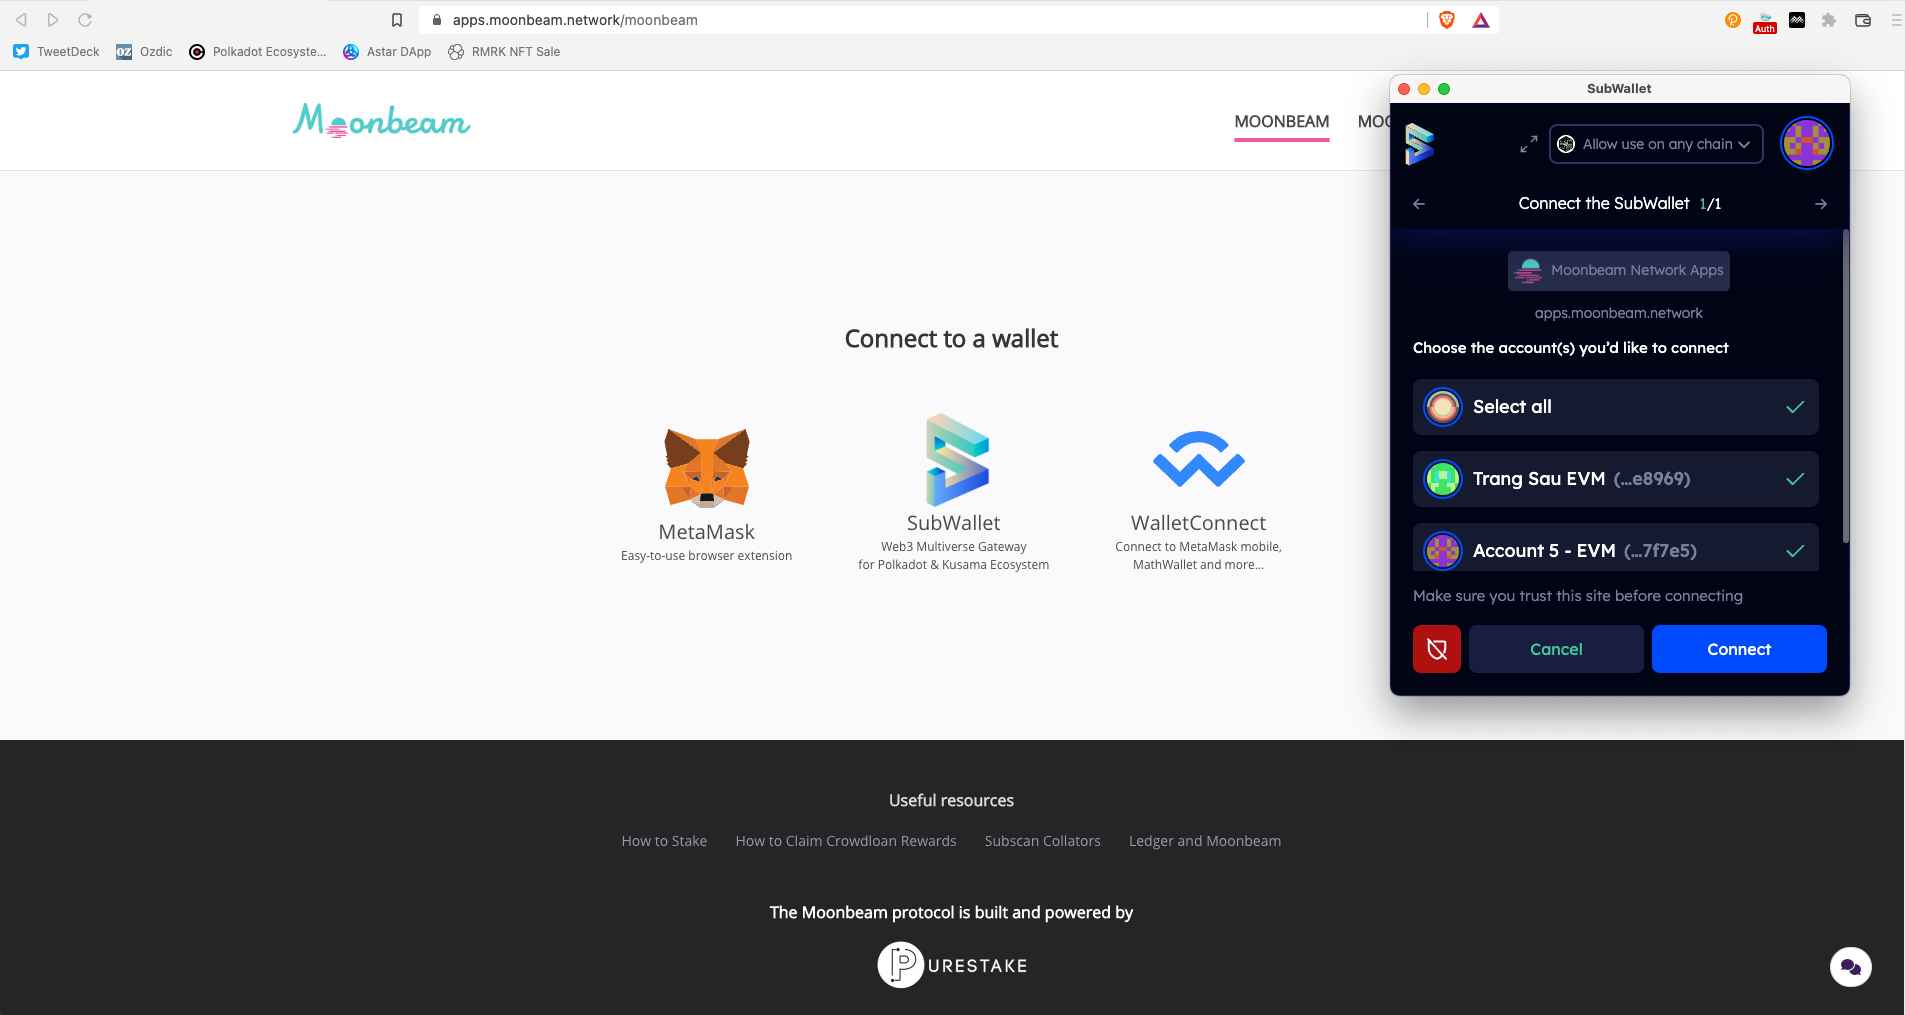 apps.moonbeam.network/moonbeam
Auth
TweetDeck
OZ Ozdic
Polkadot Ecosyste...
Astar DApp
RMRK NFT Sale
Moonbeam
MOONBEAM
MOO
SubWallet
Allow use on any chain
Connect the SubWallet 1/1
Moonbeam Network Apps
apps.moonbeam.network
Choose the account(s) you'd like to connect
Select all
Trang Sau EVM (...e8969)
Account 5 - EVM (...7f7e5)
Make sure you trust this site before connecting
Cancel
Connect
Connect to a wallet
MetaMask
Easy-to-use browser extension
SubWallet
Web3 Multiverse Gateway
for Polkadot & Kusama Ecosystem
WalletConnect
Connect to MetaMask mobile,
MathWallet and more...
Useful resources
How to Stake
How to Claim Crowdloan Rewards
Subscan Collators
Ledger and Moonbeam
The Moonbeam protocol is built and powered by
PURESTAKE